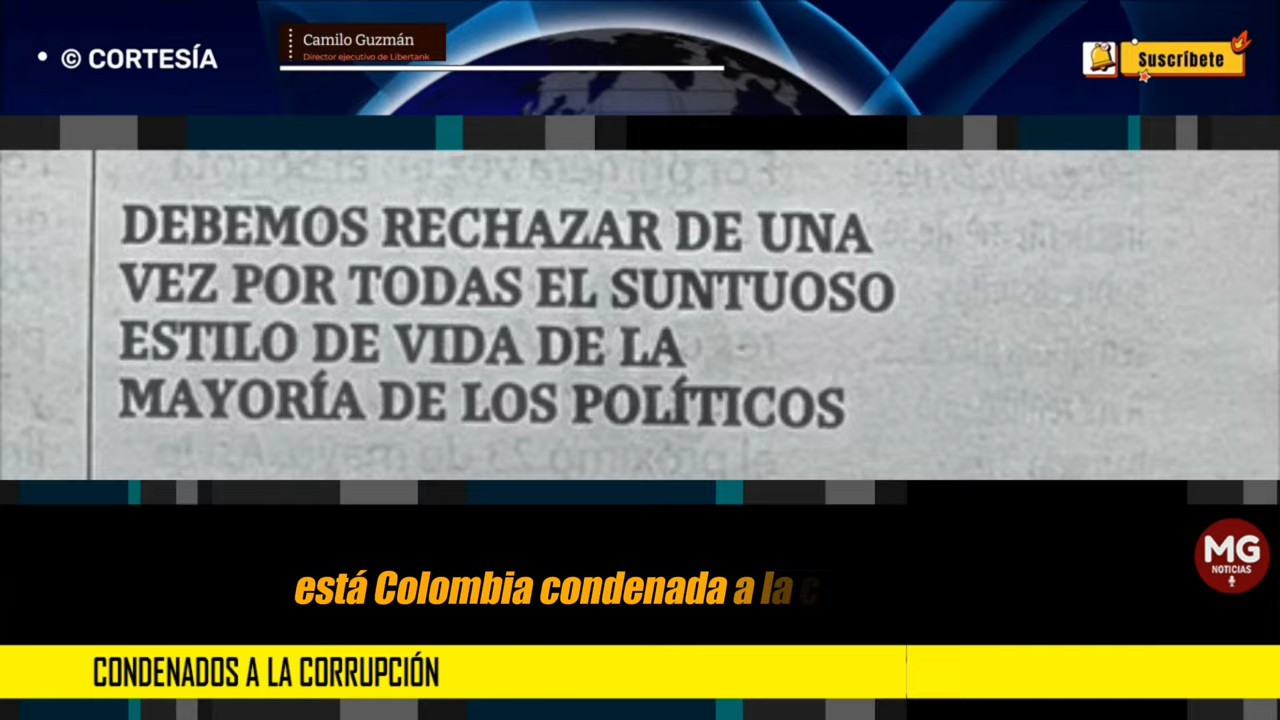 • © CORTESÍA
Camilo Guzmán
Director ejecutivo de Libertank
Suscríbete
DEBEMOS RECHAZAR DE UNA
VEZ POR TODAS EL SUNTUOSO
ESTILO DE VIDA DE LA
MAYORÍA DE LOS POLÍTICOS
MG
NOTICIAS
está Colombia condenada a la c
CONDENADOS A LA CORRUPCIÓN